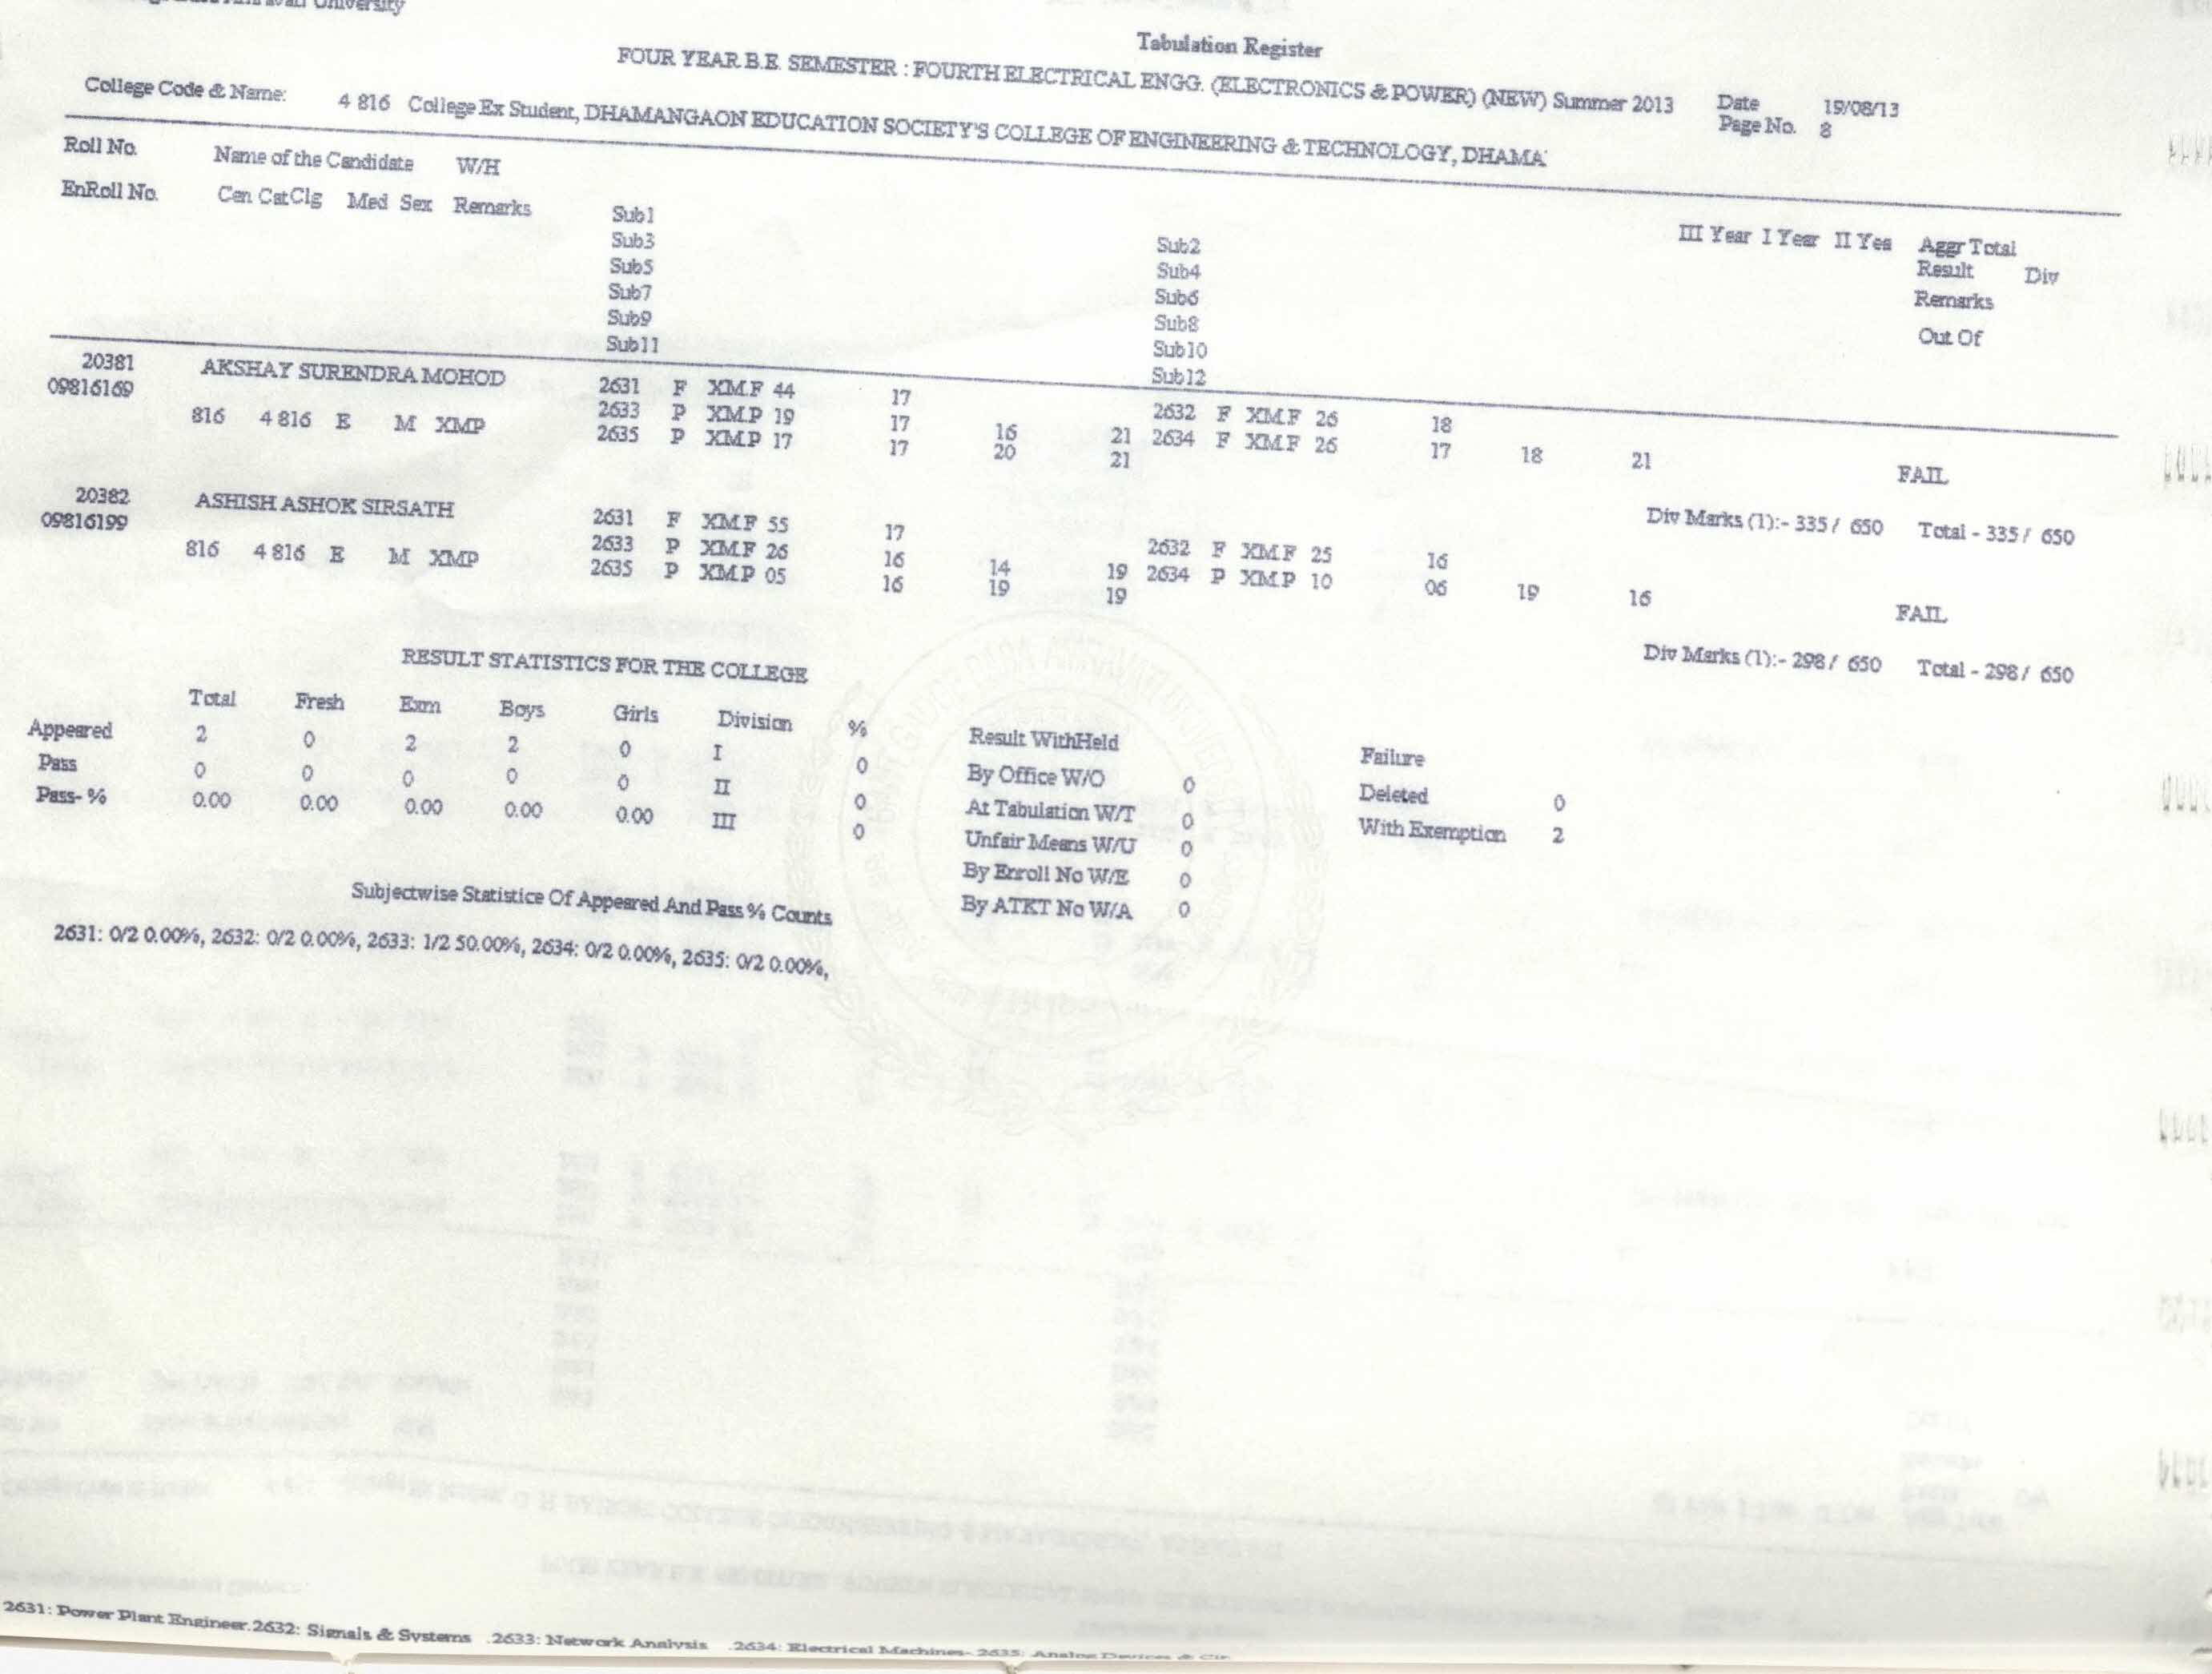 University
Tabulation Register
FOUR YEAR B.E. SEMESTER : FOURTH ELECTRICAL ENGG. (ELECTRONICS & POWER) (NEW) Summer 2013 Date 19/08/13
College Code & Name: 4 816 College Ex Student, DHAMANGAON EDUCATION SOCIETY'S COLLEGE OF ENGINEERING & TECHNOLOGY, DHAMA' Page No. 8
Roll No. Name of the Candidate W/H
EnRoll No. Cen Cat Clg Med Sex Remarks Sub1 Sub2 III Year I Year II Yea Aggr Total
Sub3 Sub4 Result Div
Sub5 Sub6 Remarks
Sub7 Sub8 Out Of
Sub9 Sub10
Sub11 Sub12
20381 AKSHAY SURENDRA MOHOD 2631 F XM.F 44 17 2632 F XM.F 26 18
09816169 2633 P XM.P 19 17 16 21 2634 F XM.F 26 17 18 21
816 4 816 E M XMP 2635 P XM.P 17 17 20 21 FAIL
Div Marks (1):- 335 / 650 Total - 335 / 650
20382 ASHISH ASHOK SIRSATH 2631 F XM.F 55 17 2632 F XM.F 25 16
09816199 2633 P XM.F 26 16 14 19 2634 P XM.P 10 06 19 16
816 4 816 E M XMP 2635 P XM.P 05 16 19 19 FAIL
Div Marks (1):- 298 / 650 Total - 298 / 650
RESULT STATISTICS FOR THE COLLEGE
Total Fresh Exm Boys Girls Division % Result WithHeld Failure
Appeared 2 0 2 2 0 I 0 By Office W/O 0 Deleted 0
Pass 0 0 0 0 0 II 0 At Tabulation W/T 0 With Exemption 2
Pass- % 0.00 0.00 0.00 0.00 0.00 III 0 Unfair Means W/U 0
By Enroll No W/E 0
By ATKT No W/A 0
Subjectwise Statistice Of Appeared And Pass % Counts
2631: 0/2 0.00%, 2632: 0/2 0.00%, 2633: 1/2 50.00%, 2634: 0/2 0.00%, 2635: 0/2 0.00%,
2631: Power Plant Engineer.2632: Signals & Systems .2633: Network Analysis .2634: Electrical Machines- 2635: Analog Devices & Cir